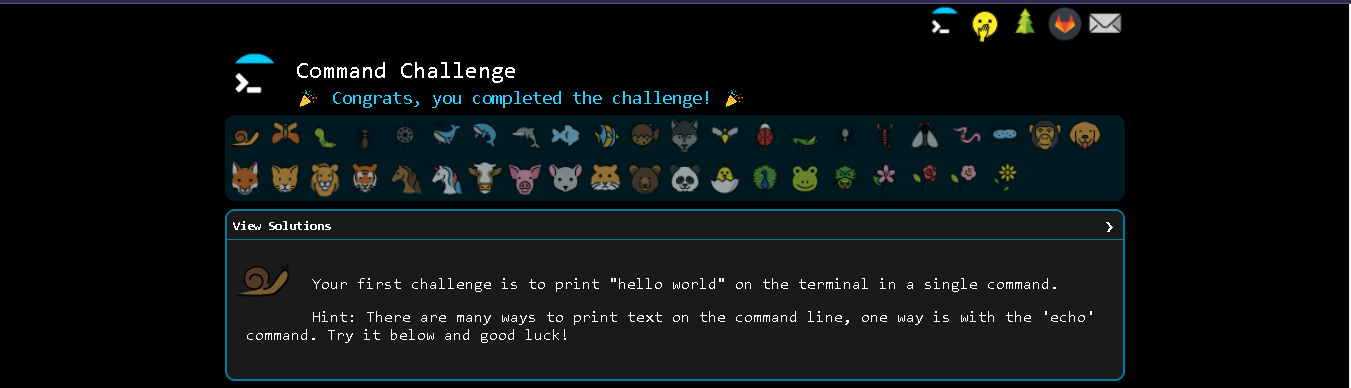 Command Challenge
Congrats, you completed the challenge!
View Solutions
Your first challenge is to print "hello world" on the terminal in a single command.
Hint: There are many ways to print text on the command line, one way is with the 'echo'
command. Try it below and good luck!